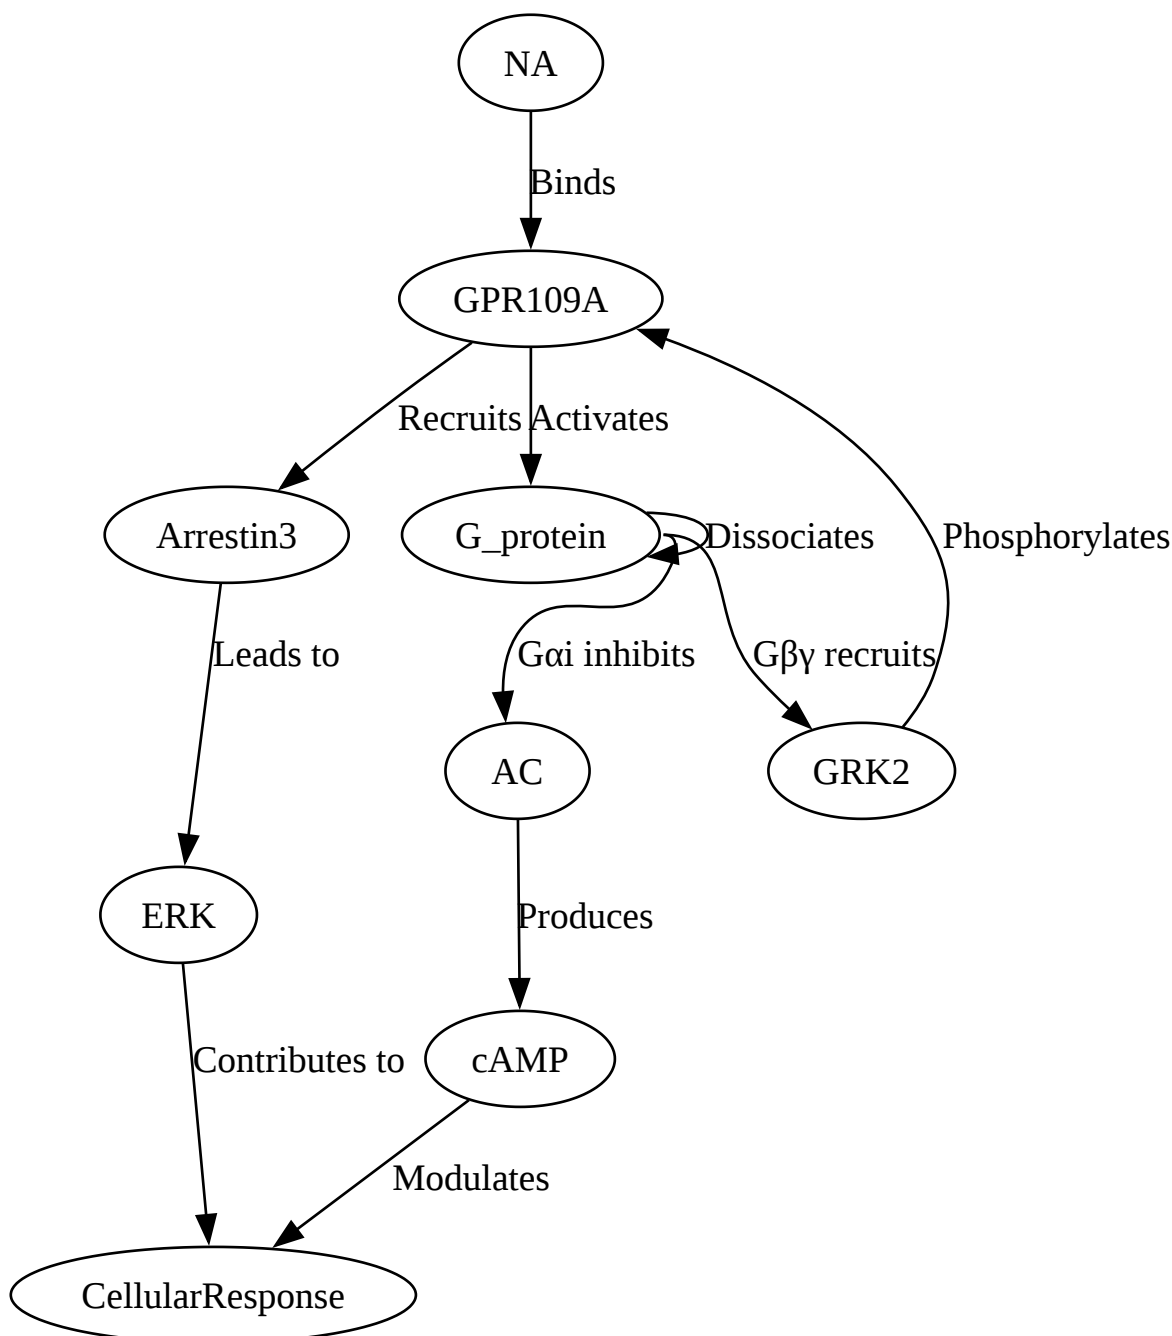 NA
Binds
GPR109A
Recruits
Activates
Arrestin3
G_protein
Dissociates
Phosphorylates
Leads to
Gαi inhibits
Gβγ recruits
AC
GRK2
ERK
Produces
Contributes to
cAMP
Modulates
CellularResponse